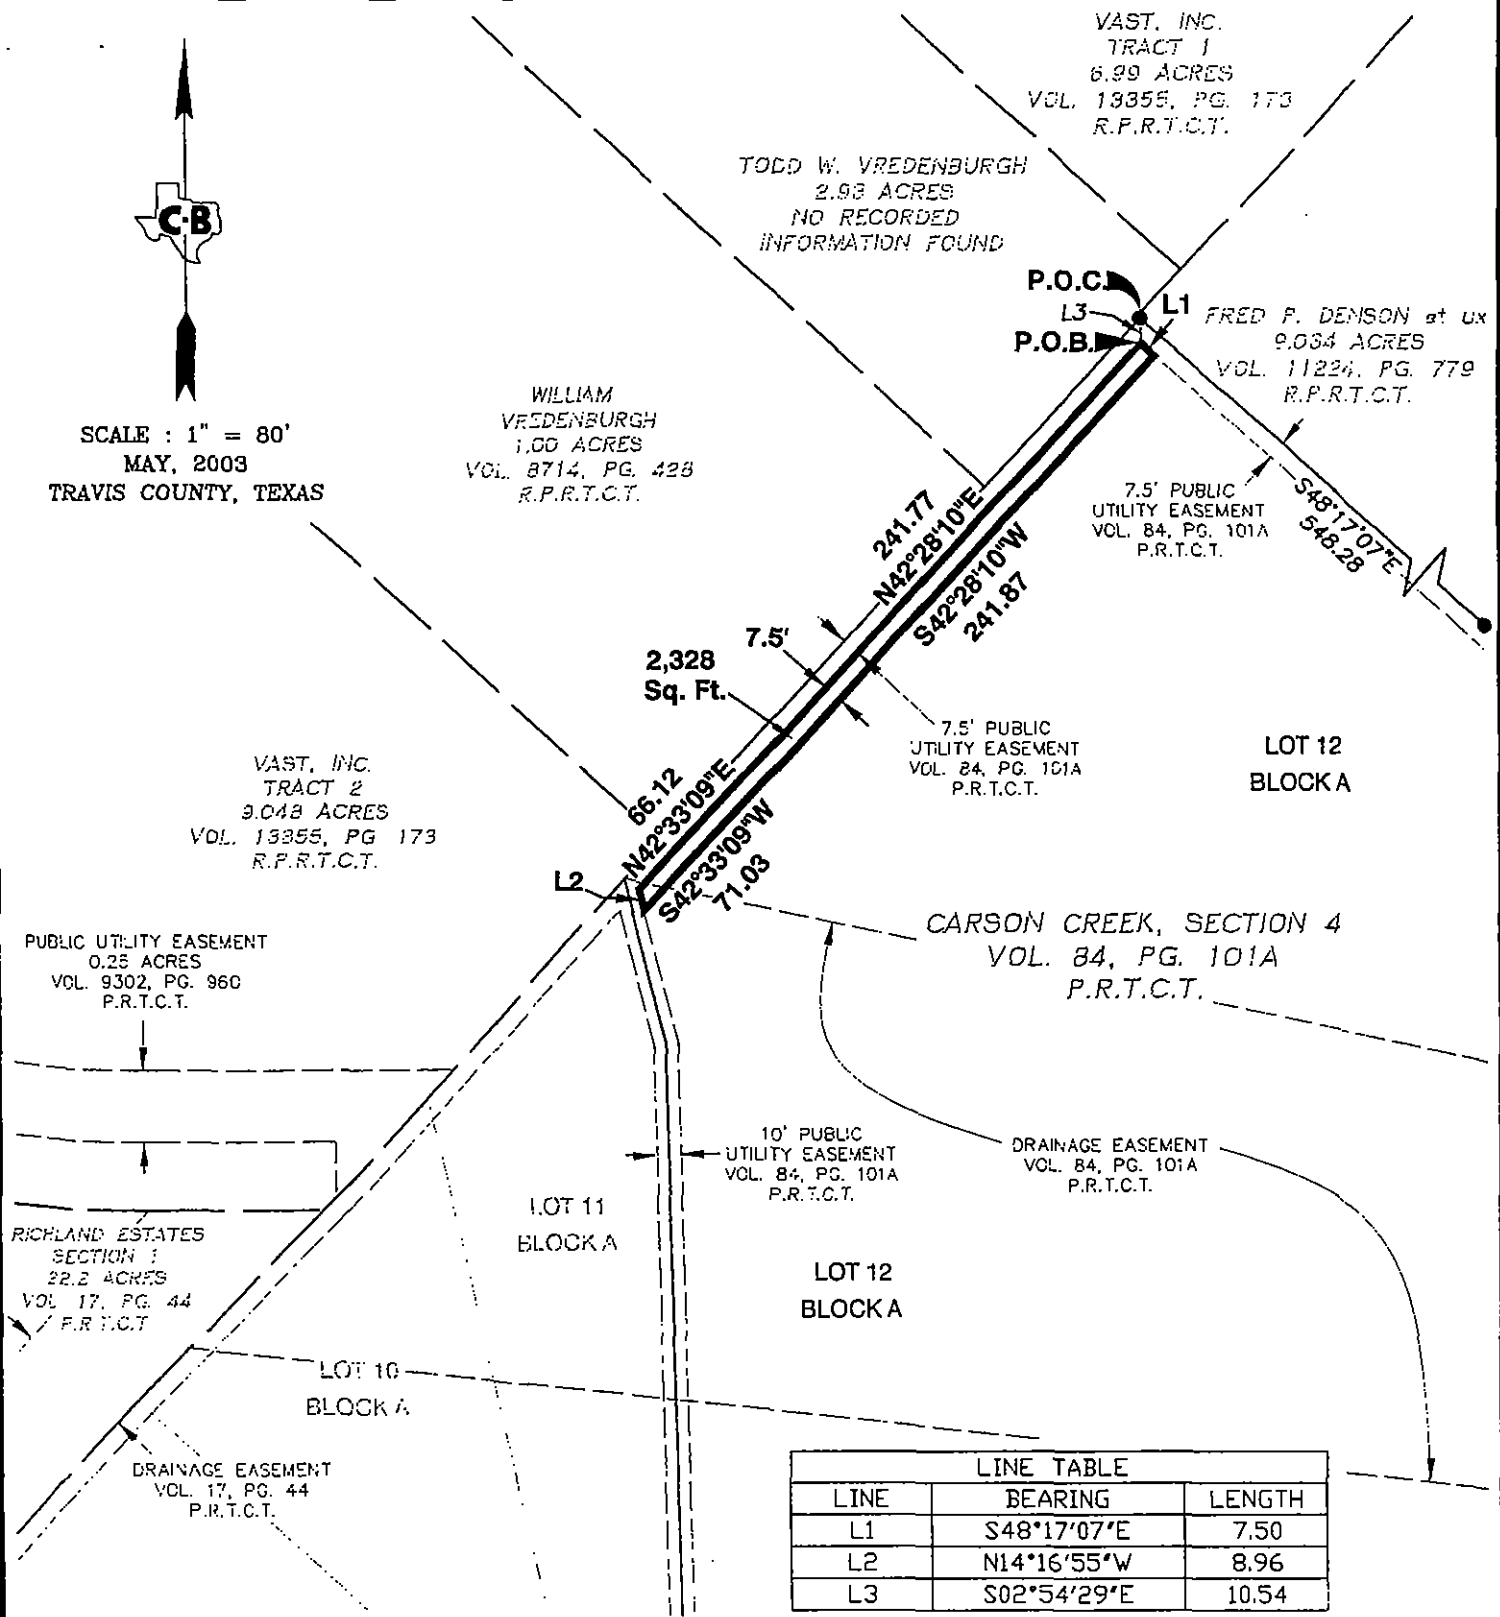 VAST, INC.
TRACT 1
6.99 ACRES
VOL. 13355, PG. 173
R.P.R.T.C.T.
TODD W. VREDENBURGH
2.93 ACRES
NO RECORDED
INFORMATION FOUND
C·B
SCALE : 1" = 80'
MAY, 2003
TRAVIS COUNTY, TEXAS
P.O.C.
L3
L1
P.O.B.
FRED P. DENSON et ux
9.034 ACRES
VOL. 11224, PG. 779
R.P.R.T.C.T.
WILLIAM
VREDENBURGH
1.00 ACRES
VOL. 8714, PG. 428
R.P.R.T.C.T.
7.5' PUBLIC
UTILITY EASEMENT
VOL. 84, PG. 101A
P.R.T.C.T.
S48°17'07"E
548.28
241.77
N42°28'10"E
S42°28'10"W
241.87
7.5'
2,328
Sq. Ft.
7.5' PUBLIC
UTILITY EASEMENT
VOL. 84, PG. 101A
P.R.T.C.T.
LOT 12
BLOCK A
VAST, INC.
TRACT 2
9.048 ACRES
VOL. 13355, PG 173
R.P.R.T.C.T.
66.12
N42°33'09"E
S42°33'09"W
71.03
L2
CARSON CREEK, SECTION 4
VOL. 84, PG. 101A
P.R.T.C.T.
PUBLIC UTILITY EASEMENT
0.25 ACRES
VOL. 9302, PG. 960
P.R.T.C.T.
10' PUBLIC
UTILITY EASEMENT
VOL. 84, PG. 101A
P.R.T.C.T.
DRAINAGE EASEMENT
VOL. 84, PG. 101A
P.R.T.C.T.
LOT 11
BLOCK A
RICHLAND ESTATES
SECTION 1
22.2 ACRES
VOL 17, PG. 44
P.R.T.C.T
LOT 12
BLOCK A
LOT 10
BLOCK A
DRAINAGE EASEMENT
VOL. 17, PG. 44
P.R.T.C.T.
LINE TABLE
LINE BEARING LENGTH
L1 S48°17'07"E 7.50
L2 N14°16'55"W 8.96
L3 S02°54'29"E 10.54